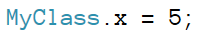 MyClass.x = 5;